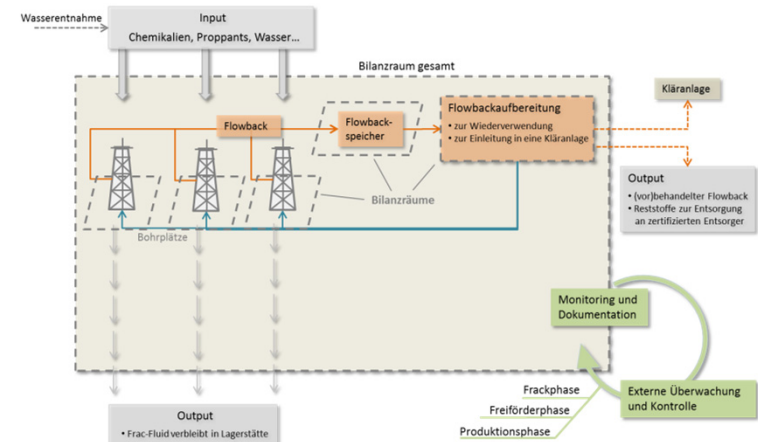 Wasserentnahme
Input
Chemikalien, Proppants, Wasser...
Bilanzraum gesamt
Flowback
Flowback-
speicher
Flowbackaufbereitung
• zur Wiederverwendung
• zur Einleitung in eine Kläranlage
Kläranlage
Output
• (vor)behandelter Flowback
• Reststoffe zur Entsorgung
an zertifizierten Entsorger
Bilanzräume
Bohrplätze
Monitoring und
Dokumentation
Externe Überwachung
und Kontrolle
Frackphase
Freiförderphase
Produktionsphase
Output
• Frac-Fluid verbleibt in Lagerstätte